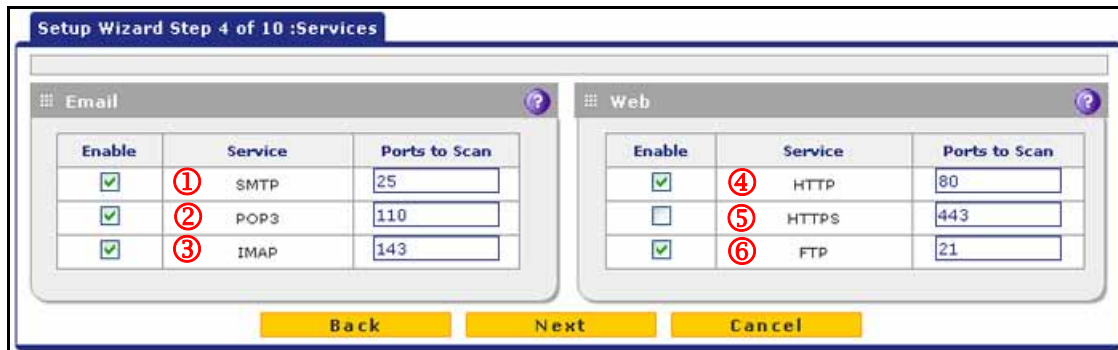 Setup Wizard Step 4 of 10 :Services
Email
?
Enable Service Ports to Scan
① SMTP 25
② POP3 110
③ IMAP 143
Web
?
Enable Service Ports to Scan
④ HTTP 80
⑤ HTTPS 443
⑥ FTP 21
Back Next Cancel